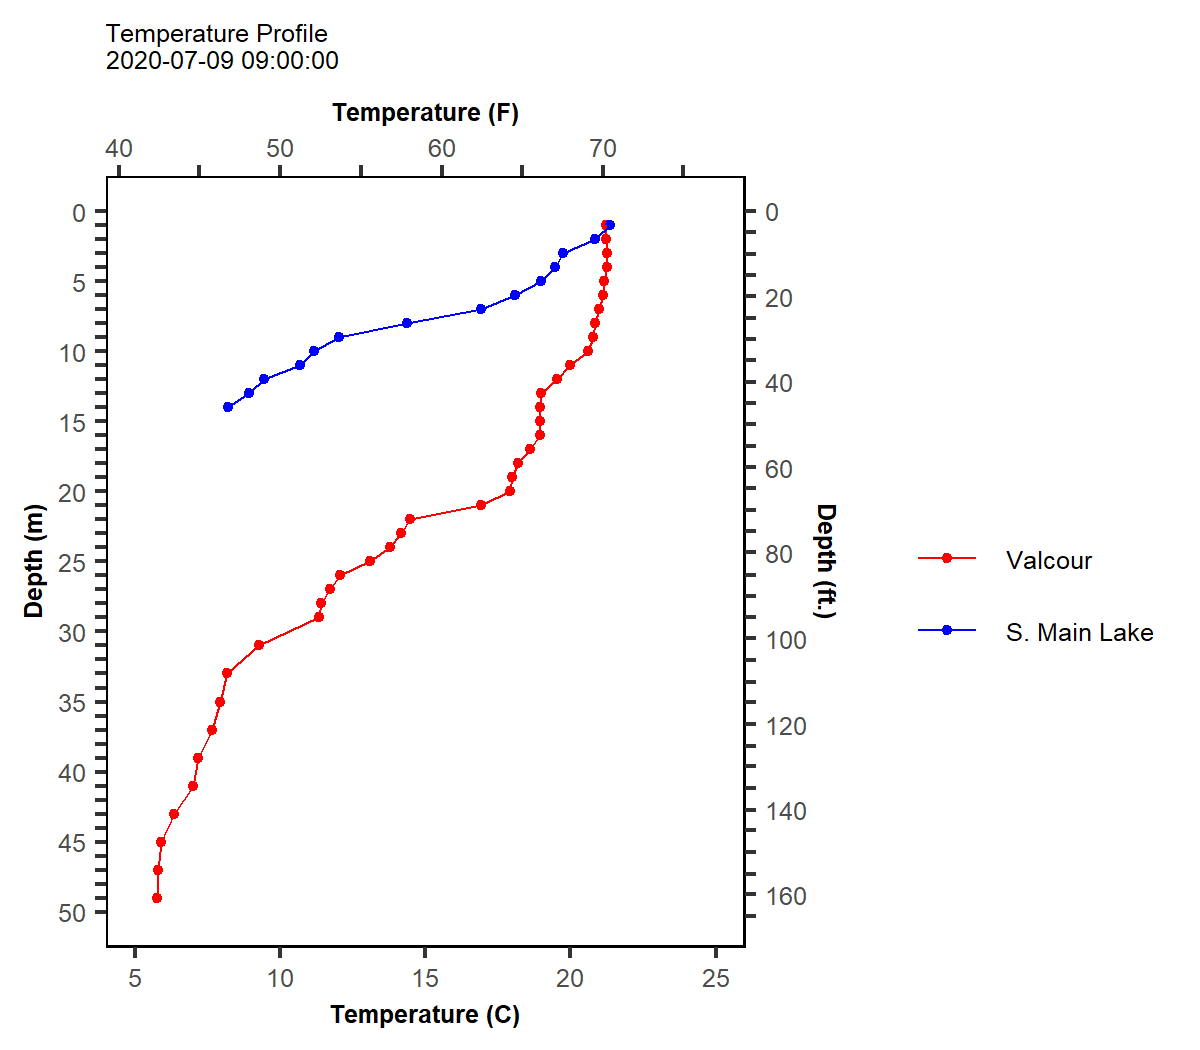 Temperature Profile
2020-07-09 09:00:00
Temperature (F)
40 50 60 70
0
5
10
15
20
25
30
35
40
45
50
Depth (m)
0
20
40
60
80
100
120
140
160
Depth (ft.)
Valcour
S. Main Lake
5 10 15 20 25
Temperature (C)